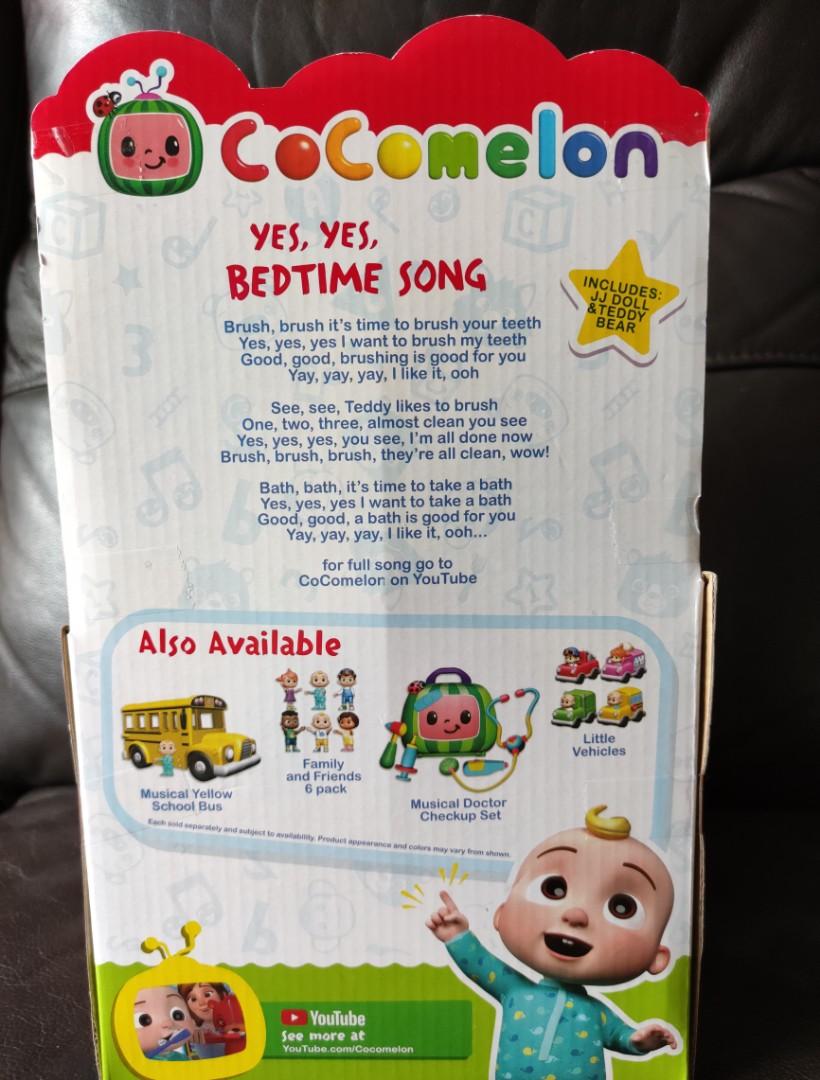 CoComelon
YES, YES,
BEDTIME SONG
INCLUDES:
JJ DOLL
&TEDDY
BEAR
Brush, brush it's time to brush your teeth
Yes, yes, yes I want to brush my teeth
Good, good, brushing is good for you
Yay, yay, yay, I like it, ooh
See, see, Teddy likes to brush
One, two, three, almost clean you see
Yes, yes, yes, you see, I'm all done now
Brush, brush, brush, they're all clean, wow!
Bath, bath, it's time to take a bath
Yes, yes, yes I want to take a bath
Good, good, a bath is good for you
Yay, yay, yay, I like it, ooh...
for full song go to
CoComelon on YouTube
Also Available
Musical Yellow
School Bus
Family
and Friends
6 pack
Musical Doctor
Checkup Set
Little
Vehicles
Each sold separately and subject to availability. Product appearance and colors may vary from shown.
YouTube
See more at
YouTube.com/Cocomelon